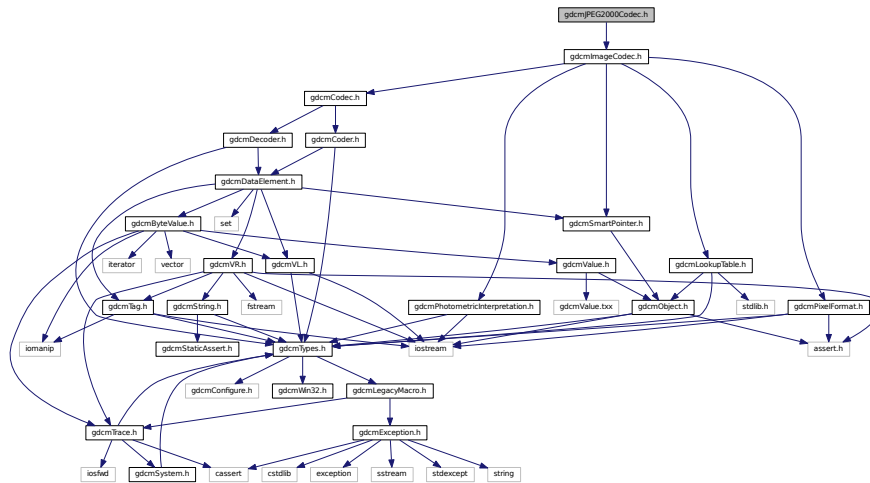 gdcmJPEG2000Codec.h
gdcmImageCodec.h
gdcmCodec.h
gdcmDecoder.h
gdcmCoder.h
gdcmDataElement.h
gdcmByteValue.h
set
gdcmSmartPointer.h
iterator
vector
gdcmVR.h
gdcmVL.h
gdcmValue.h
gdcmLookupTable.h
gdcmTag.h
gdcmString.h
fstream
gdcmPhotometricInterpretation.h
gdcmValue.txx
gdcmObject.h
stdlib.h
gdcmPixelFormat.h
iomanip
gdcmStaticAssert.h
gdcmTypes.h
iostream
assert.h
gdcmConfigure.h
gdcmWin32.h
gdcmLegacyMacro.h
gdcmTrace.h
gdcmException.h
iosfwd
gdcmSystem.h
cassert
cstdlib
exception
sstream
stdexcept
string